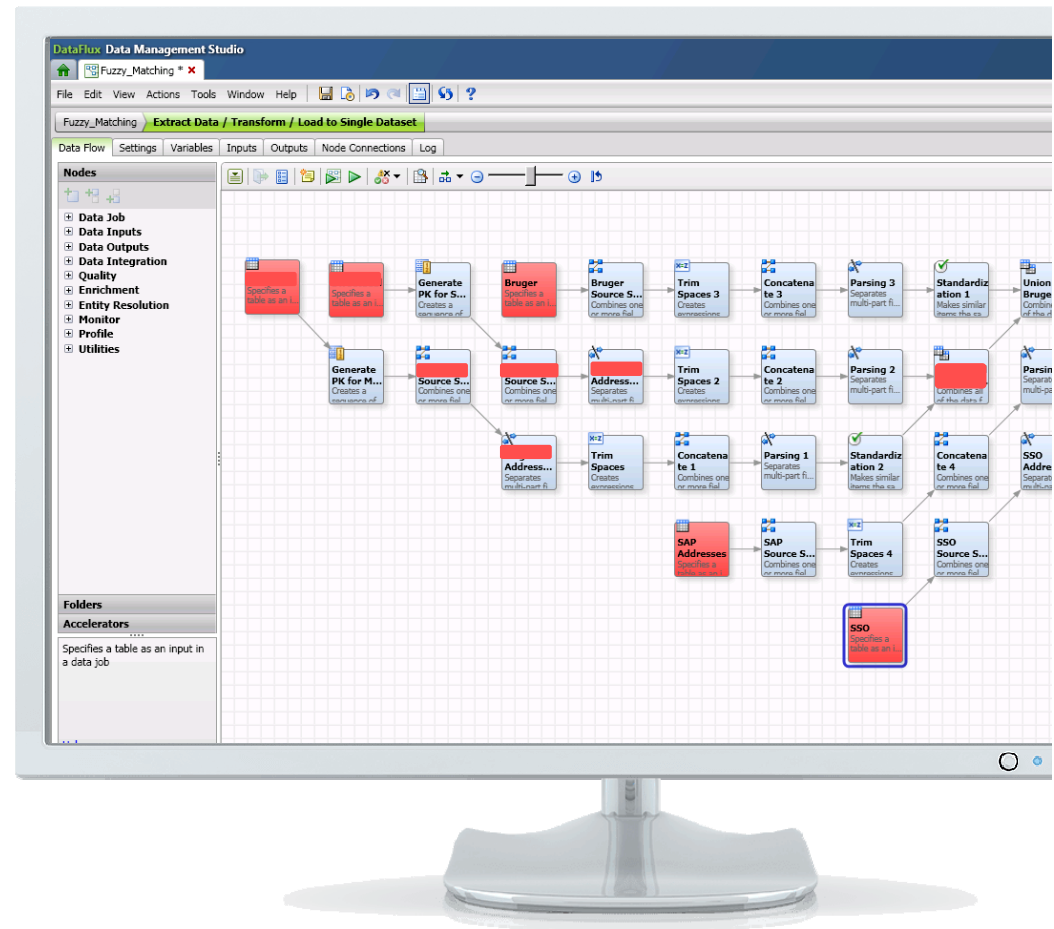 DataFlux Data Management Studio
Fuzzy_Matching *
File Edit View Actions Tools Window Help
Fuzzy_Matching Extract Data / Transform / Load to Single Dataset
Data Flow Settings Variables Inputs Outputs Node Connections Log
Nodes
Data Job
Data Inputs
Data Outputs
Data Integration
Quality
Enrichment
Entity Resolution
Monitor
Profile
Utilities
Folders
Accelerators
Specifies a table as an input in
a data job
Specifies a
table as an i...
Specifies a
table as an i...
Generate
PK for S...
Creates a
sequence of
Bruger
Specifies a
table as an i...
Bruger
Source S...
Combines one
or more fiel
Trim
Spaces 3
Creates
expressions
Concatena
te 3
Combines one
or more fiel
Parsing 3
Separates
multi-part fi...
Standardiz
ation 1
Makes similar
items the sa
Union
Bruge
Combin
of the d
Generate
PK for M...
Creates a
sequence of
Source S...
Combines one
or more fiel
Source S...
Combines one
or more fiel
Address...
Separates
multi-part fi
Trim
Spaces 2
Creates
expressions
Concatena
te 2
Combines one
or more fiel
Parsing 2
Separates
multi-part fi...
Combines all
of the data f
Parsin
Separat
multi-pa
Address...
Separates
multi-part fi
Trim
Spaces
Creates
expressions
Concatena
te 1
Combines one
or more fiel
Parsing 1
Separates
multi-part fi...
Standardiz
ation 2
Makes similar
items the sa
Concatena
te 4
Combines one
or more fiel
SSO
Addre
Separat
multi-pa
SAP
Addresses
Specifies a
table as an i
SAP
Source S...
Combines one
or more fiel
Trim
Spaces 4
Creates
expressions
SSO
Source S...
Combines one
or more fiel
SSO
Specifies a
table as an i...